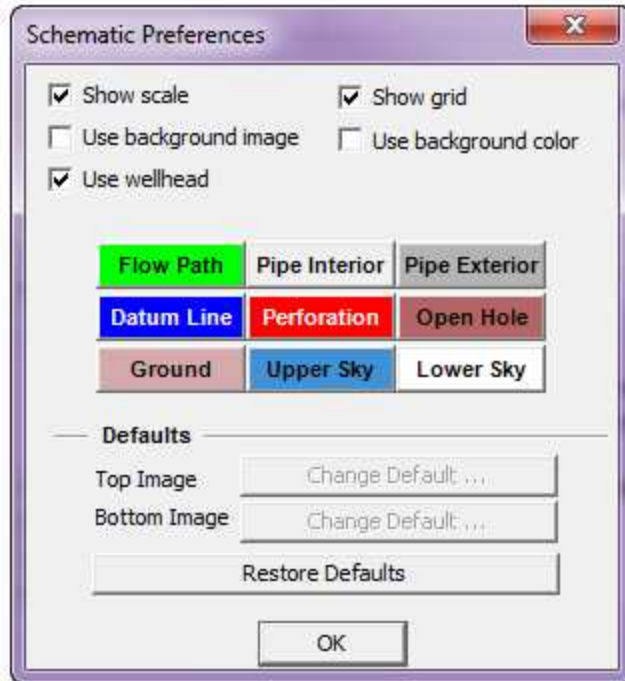 Schematic Preferences
Show scale Show grid
Use background image Use background color
Use wellhead
Flow Path Pipe Interior Pipe Exterior
Datum Line Perforation Open Hole
Ground Upper Sky Lower Sky
Defaults
Top Image Change Default ...
Bottom Image Change Default ...
Restore Defaults
OK